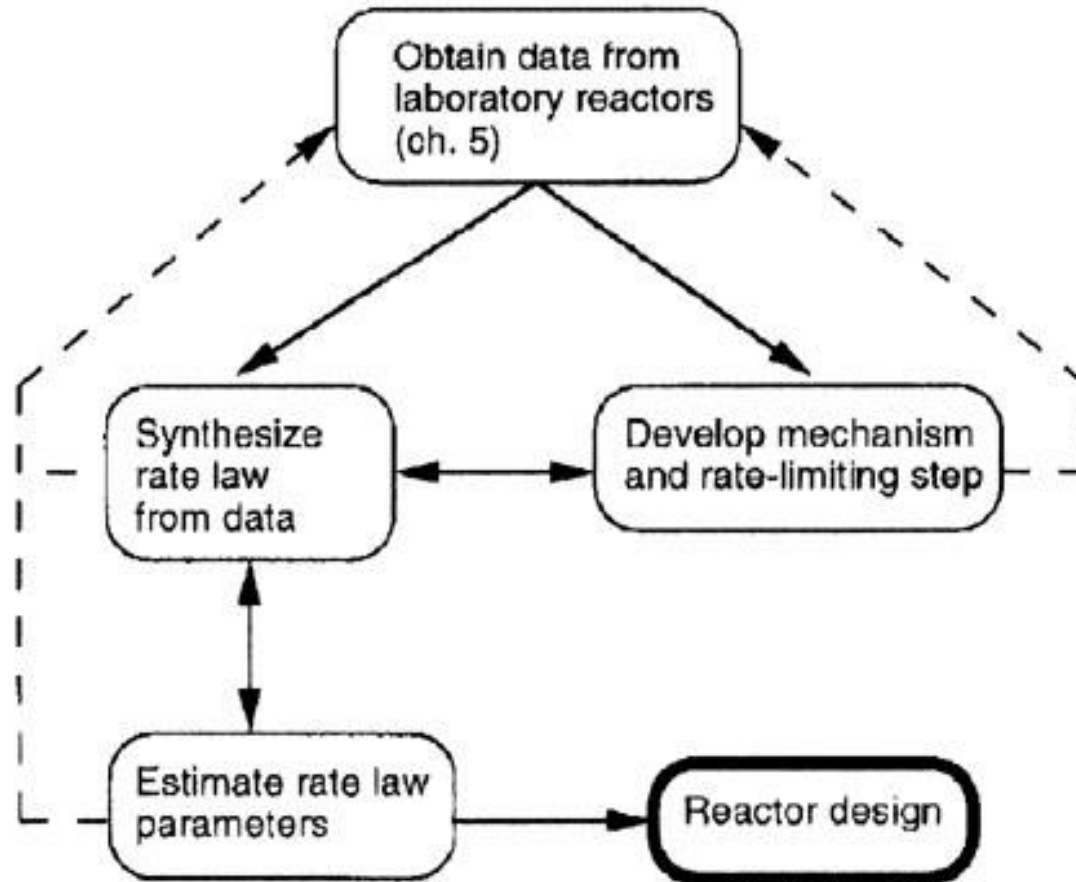 Obtain data from
laboratory reactors
(ch. 5)
Synthesize
rate law
from data
Develop mechanism
and rate-limiting step
Estimate rate law
parameters
Reactor design